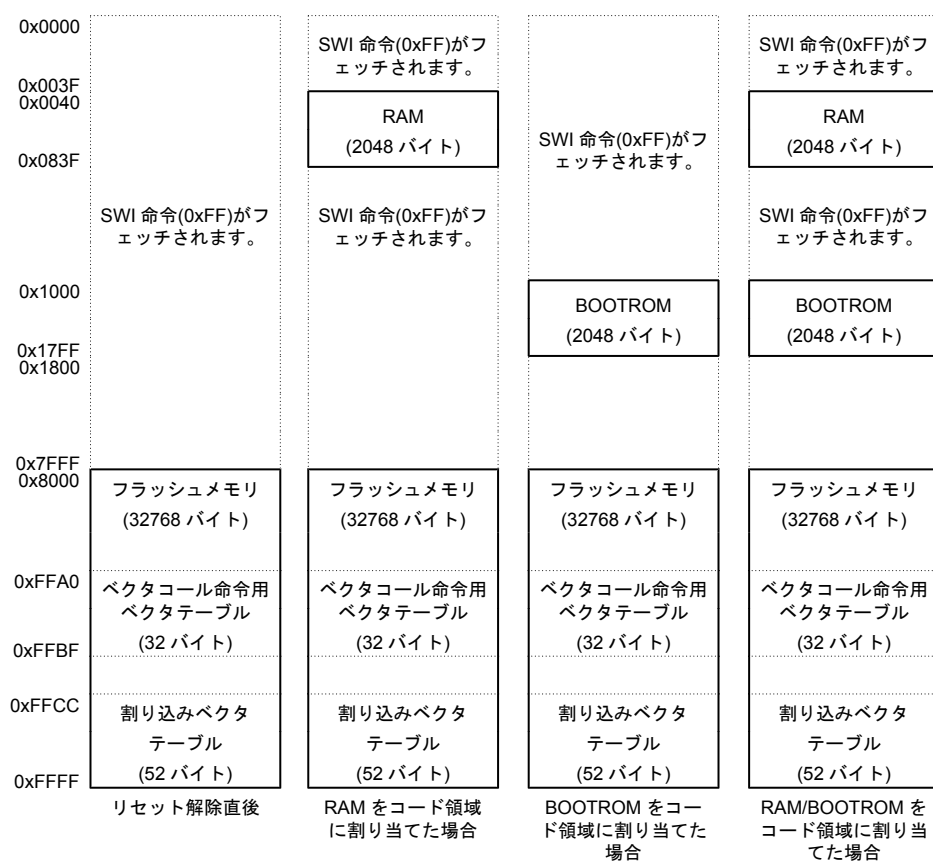 0x0000
0x003F
0x0040
0x083F
0x1000
0x17FF
0x1800
0x7FFF
0x8000
0xFFA0
0xFFBF
0xFFCC
0xFFFF
SWI 命令(0xFF)がフ
ェッチされます。
フラッシュメモリ
(32768 バイト)
ベクタコール命令用
ベクタテーブル
(32 バイト)
割り込みベクタ
テーブル
(52 バイト)
リセット解除直後
SWI 命令(0xFF)がフ
ェッチされます。
RAM
(2048 バイト)
SWI 命令(0xFF)がフ
ェッチされます。
フラッシュメモリ
(32768 バイト)
ベクタコール命令用
ベクタテーブル
(32 バイト)
割り込みベクタ
テーブル
(52 バイト)
RAM をコード領域
に割り当てた場合
SWI 命令(0xFF)がフ
ェッチされます。
BOOTROM
(2048 バイト)
フラッシュメモリ
(32768 バイト)
ベクタコール命令用
ベクタテーブル
(32 バイト)
割り込みベクタ
テーブル
(52 バイト)
BOOTROM をコー
ド領域に割り当てた
場合
SWI 命令(0xFF)がフ
ェッチされます。
RAM
(2048 バイト)
SWI 命令(0xFF)がフ
ェッチされます。
BOOTROM
(2048 バイト)
フラッシュメモリ
(32768 バイト)
ベクタコール命令用
ベクタテーブル
(32 バイト)
割り込みベクタ
テーブル
(52 バイト)
RAM/BOOTROM を
コード領域に割り当
てた場合